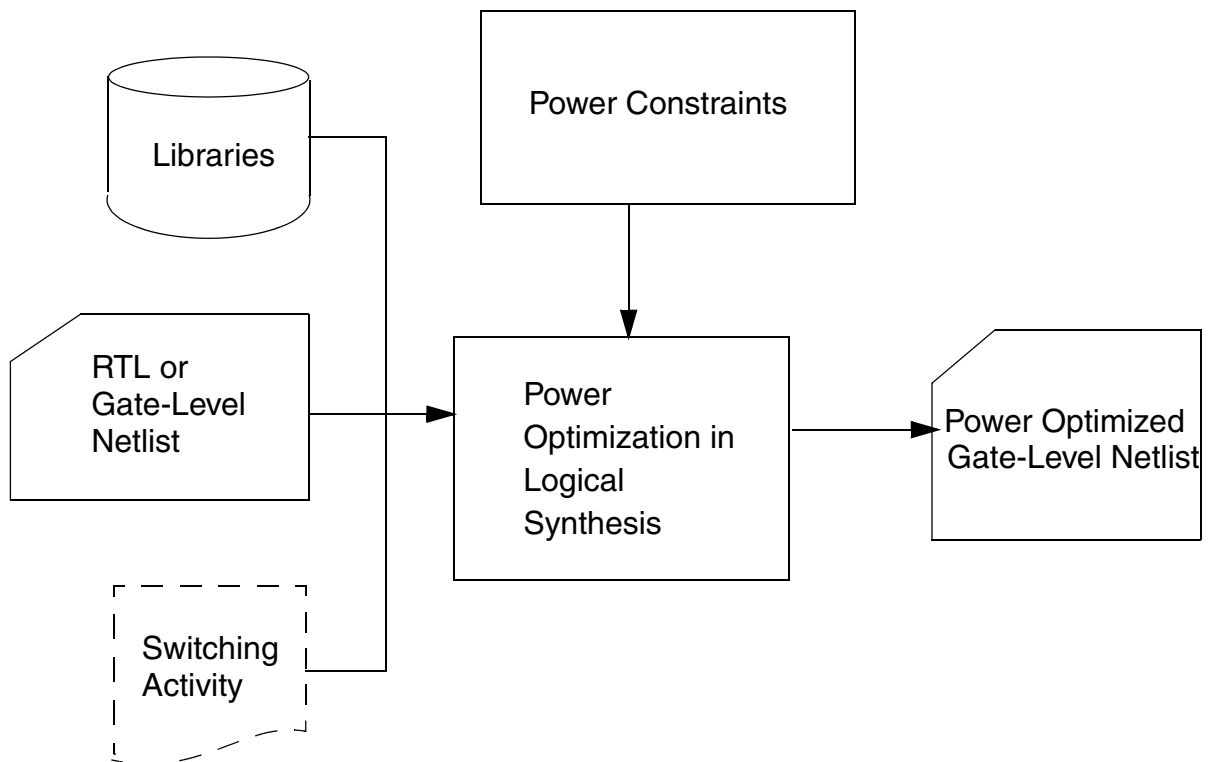 Power Constraints
Libraries
RTL or
Gate-Level
Netlist
Power
Optimization in
Logical
Synthesis
Power Optimized
Gate-Level Netlist
Switching
Activity